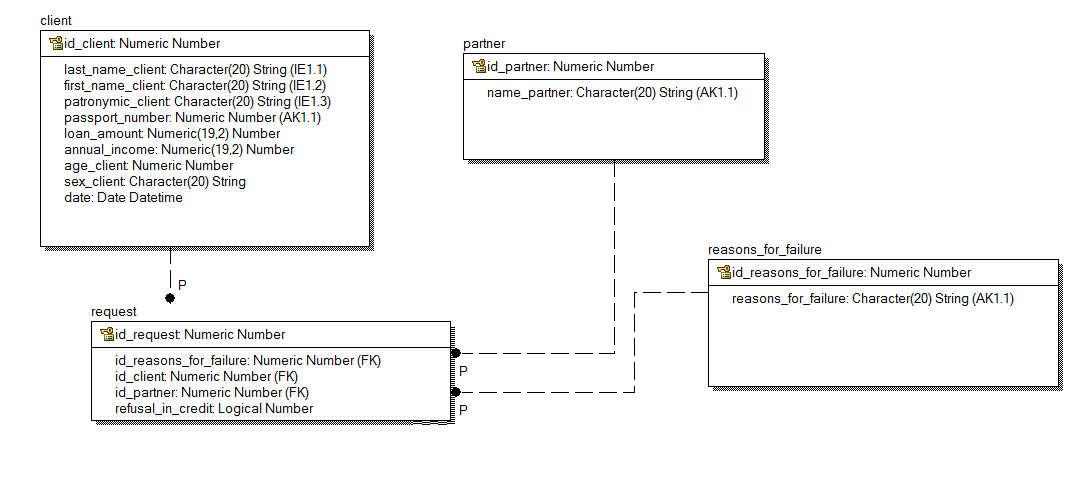 client
id_client: Numeric Number
last_name_client: Character(20) String (IE1.1)
first_name_client: Character(20) String (IE1.2)
patronymic_client: Character(20) String (IE1.3)
passport_number: Numeric Number (AK1.1)
loan_amount: Numeric(19,2) Number
annual_income: Numeric(19,2) Number
age_client: Numeric Number
sex_client: Character(20) String
date: Date Datetime
partner
id_partner: Numeric Number
name_partner: Character(20) String (AK1.1)
reasons_for_failure
id_reasons_for_failure: Numeric Number
reasons_for_failure: Character(20) String (AK1.1)
P
request
id_request: Numeric Number
id_reasons_for_failure: Numeric Number (FK)
id_client: Numeric Number (FK)
id_partner: Numeric Number (FK)
refusal_in_credit: Logical Number
P
P